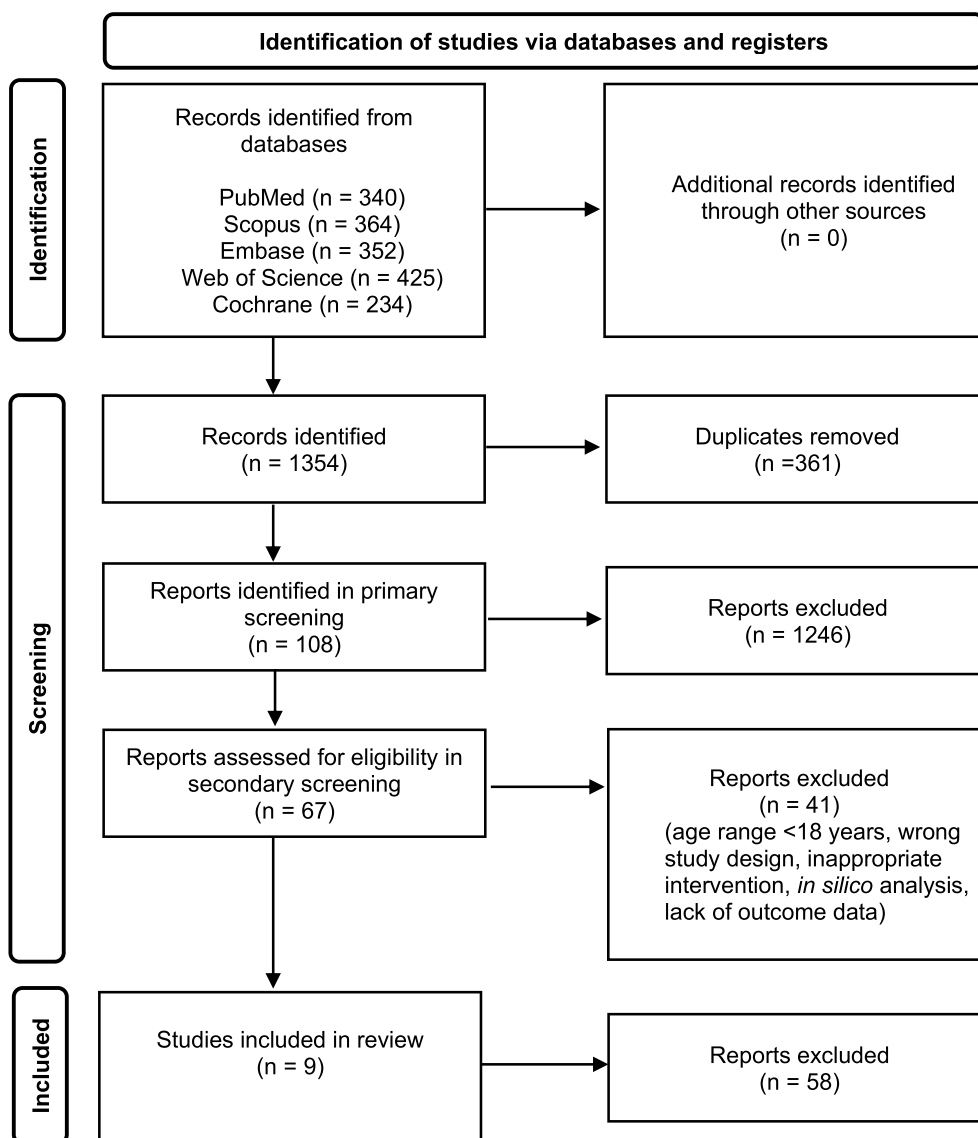 Identification of studies via databases and registers
Identification
Records identified from
databases
PubMed (n = 340)
Scopus (n = 364)
Embase (n = 352)
Web of Science (n = 425)
Cochrane (n = 234)
Additional records identified
through other sources
(n = 0)
Screening
Records identified
(n = 1354)
Duplicates removed
(n =361)
Reports identified in primary
screening
(n = 108)
Reports excluded
(n = 1246)
Reports assessed for eligibility in
secondary screening
(n = 67)
Reports excluded
(n = 41)
(age range <18 years, wrong
study design, inappropriate
intervention, in silico analysis,
lack of outcome data)
Included
Studies included in review
(n = 9)
Reports excluded
(n = 58)